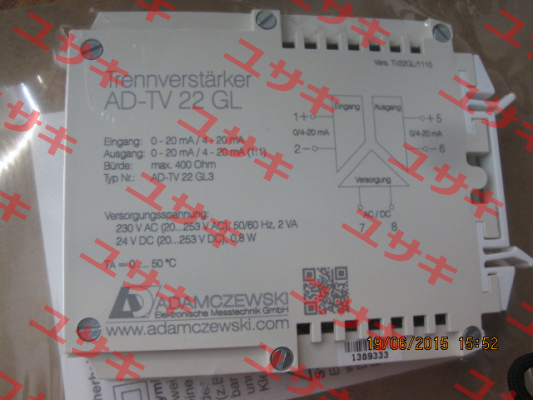 Trennverstärker
AD-TV 22 GL
Vers. TV22GL/1110
Eingang: 0 - 20 mA / 4 - 20 mA
Ausgang: 0 - 20 mA / 4 - 20 mA (1:1)
Bürde: max. 400 Ohm
Typ Nr.: AD-TV 22 GL3
Versorgungsspannung:
230 V AC (20...253 V AC), 50/60 Hz, 2 VA
24 V DC (20...253 V DC), 0,8 W
TA = 0 ... 50 °C
Eingang
Ausgang
1+
+5
0/4-20 mA
0/4-20 mA
2-
-6
Versorgung
AC / DC
7 8
AD ADAMCZEWSKI
Elektronische Messtechnik GmbH
www.adamczewski.com
1389333
19/06/2015 15:52
ユサキ
ユサキ
ユサキ
ユサキ
ユサキ
ユサキ
ユサキ